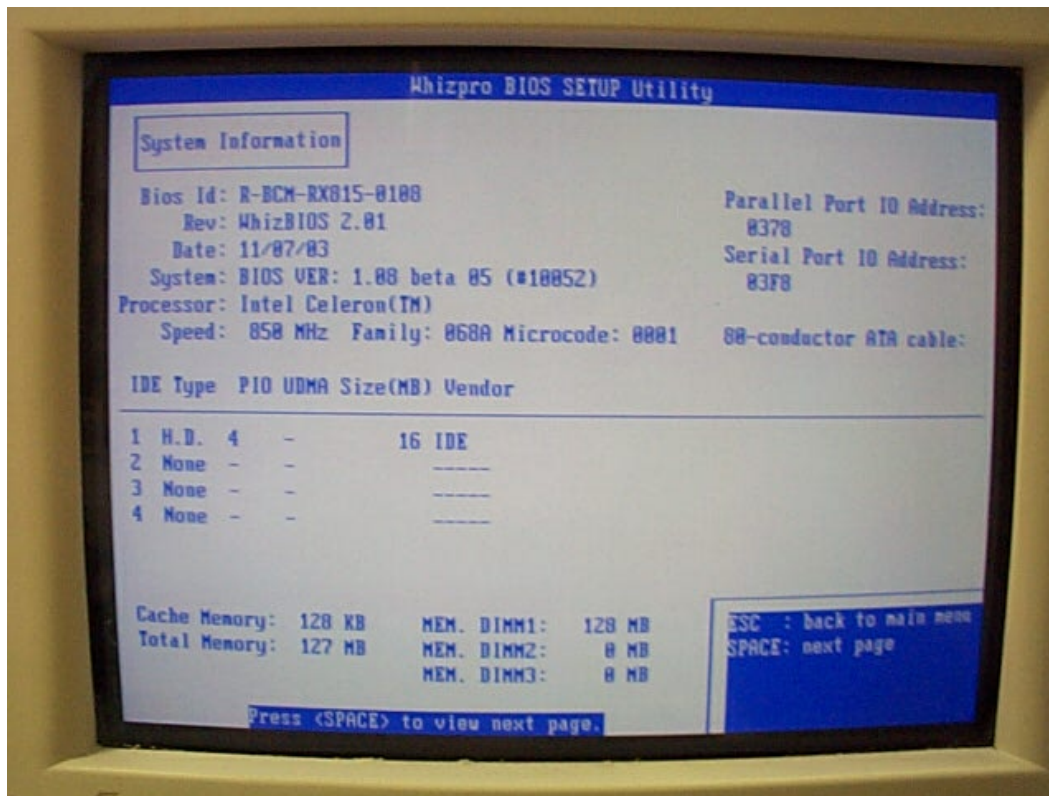 Whizpro BIOS SETUP Utility
System Information
Bios Id: R-BCM-RX815-0108
Rev: WhizBIOS 2.01
Date: 11/07/03
System: BIOS VER: 1.08 beta 05 (#10052)
Processor: Intel Celeron(TM)
Speed: 850 MHz Family: 068A Microcode: 0001
Parallel Port IO Address:
0378
Serial Port IO Address:
03F8
80-conductor ATA cable:
IDE Type PIO UDMA Size(MB) Vendor
1 H.D. 4 - 16 IDE
2 None - - -----
3 None - - -----
4 None - - -----
Cache Memory: 128 KB
Total Memory: 127 MB
MEM. DIMM1: 128 MB
MEM. DIMM2: 0 MB
MEM. DIMM3: 0 MB
ESC : back to main menu
SPACE: next page
Press <SPACE> to view next page.